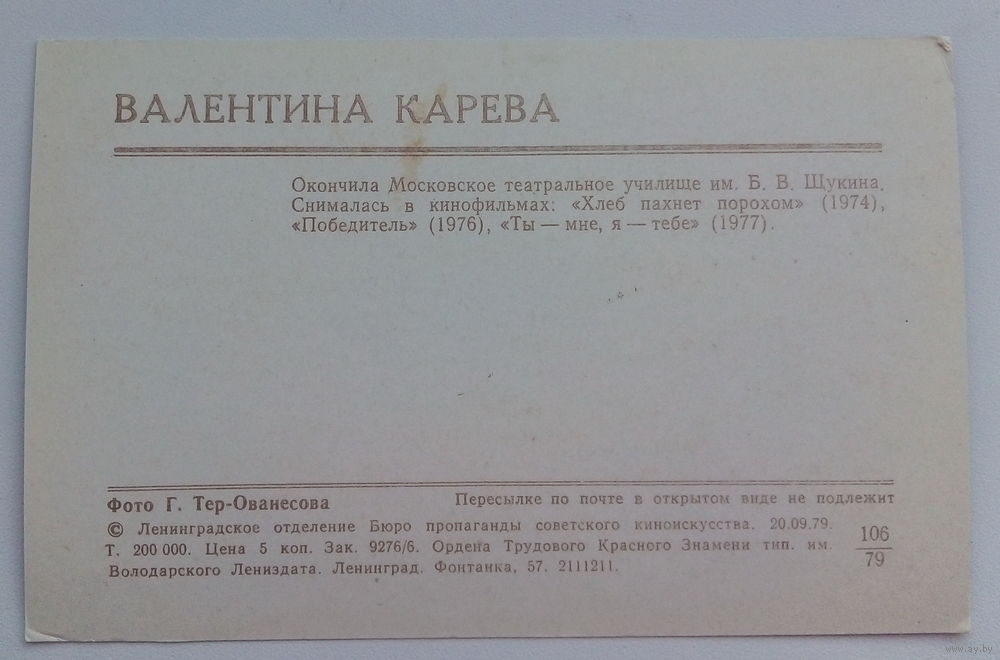 ВАЛЕНТИНА КАРЕВА
Окончила Московское театральное училище им. Б. В. Щукина.
Снималась в кинофильмах: «Хлеб пахнет порохом» (1974),
«Победитель» (1976), «Ты — мне, я — тебе» (1977).
Фото Г. Тер-Ованесова
Пересылке по почте в открытом виде не подлежит
© Ленинградское отделение Бюро пропаганды советского киноискусства. 20.09.79.
Т. 200 000. Цена 5 коп. Зак. 9276/6. Ордена Трудового Красного Знамени тип. им.
Володарского Лениздата. Ленинград. Фонтанка, 57. 2111211.
106
79
www.ay.by